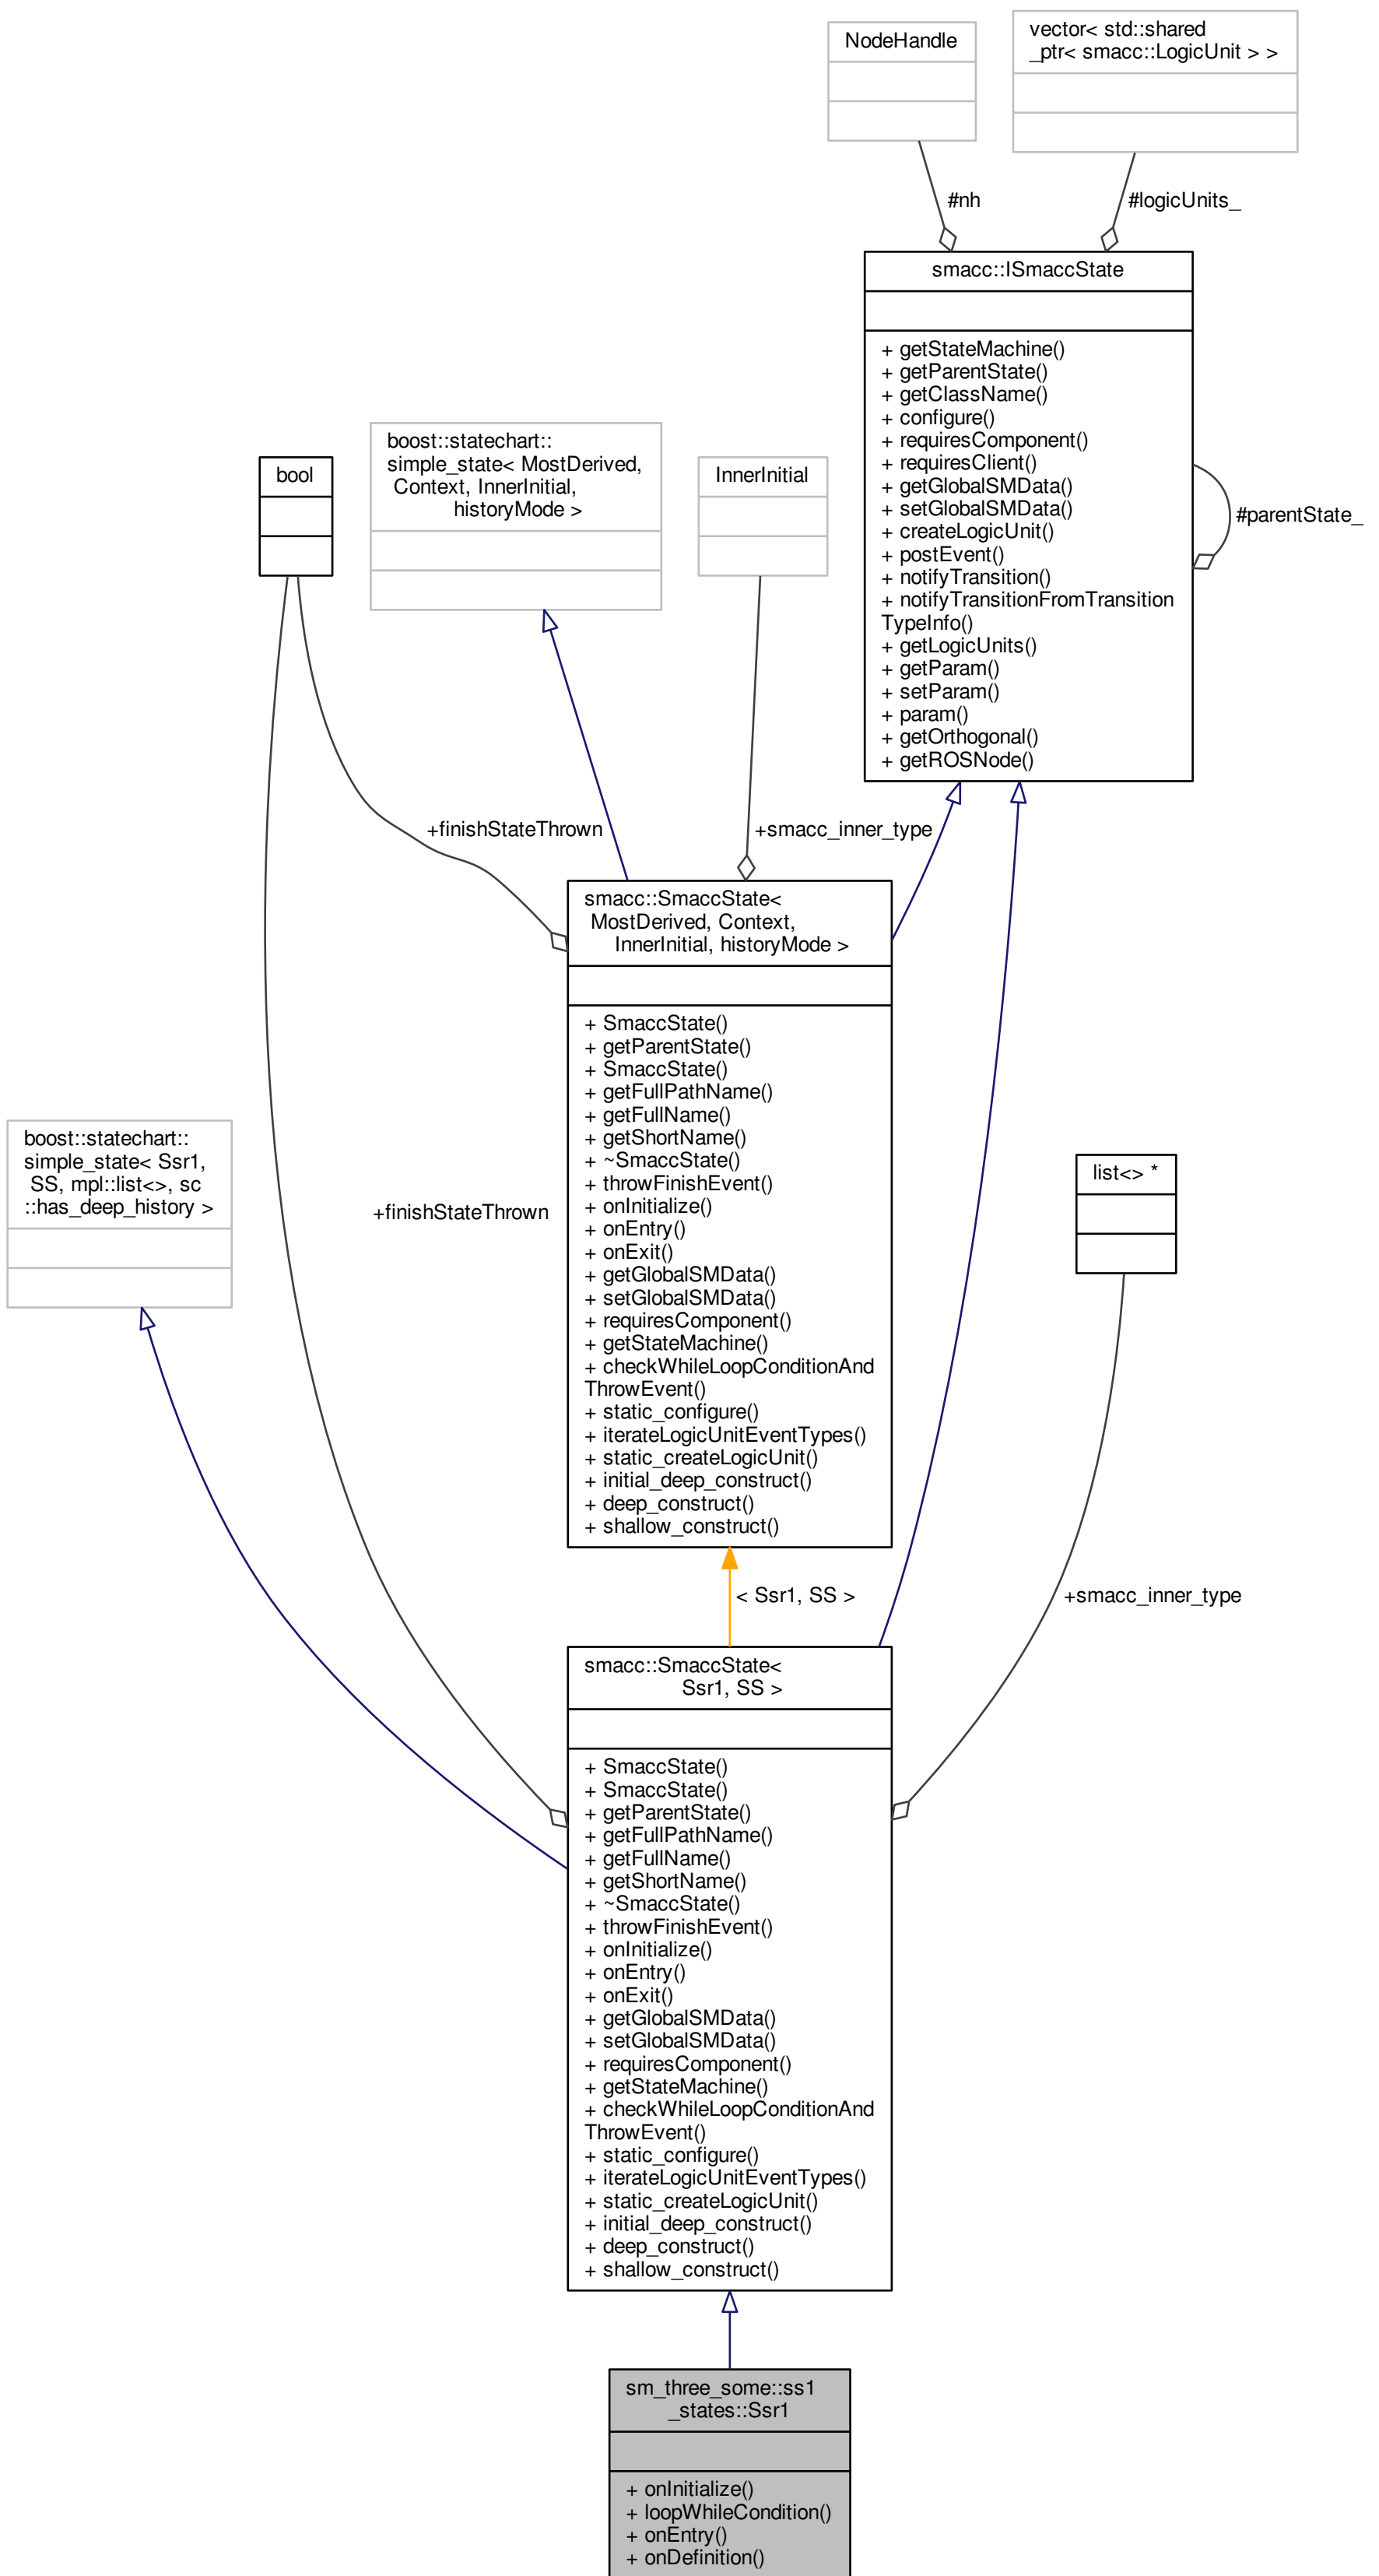 NodeHandle
vector< std::shared
_ptr< smacc::LogicUnit > >
#nh
#logicUnits_
smacc::ISmaccState
+ getStateMachine()
+ getParentState()
+ getClassName()
+ configure()
+ requiresComponent()
+ requiresClient()
+ getGlobalSMData()
+ setGlobalSMData()
+ createLogicUnit()
+ postEvent()
+ notifyTransition()
+ notifyTransitionFromTransition
TypeInfo()
+ getLogicUnits()
+ getParam()
+ setParam()
+ param()
+ getOrthogonal()
+ getROSNode()
#parentState_
bool
boost::statechart::
simple_state< MostDerived,
Context, InnerInitial,
historyMode >
InnerInitial
+finishStateThrown
+smacc_inner_type
smacc::SmaccState<
MostDerived, Context,
InnerInitial, historyMode >
+ SmaccState()
+ getParentState()
+ SmaccState()
+ getFullPathName()
+ getFullName()
+ getShortName()
+ ~SmaccState()
+ throwFinishEvent()
+ onInitialize()
+ onEntry()
+ onExit()
+ getGlobalSMData()
+ setGlobalSMData()
+ requiresComponent()
+ getStateMachine()
+ checkWhileLoopConditionAnd
ThrowEvent()
+ static_configure()
+ iterateLogicUnitEventTypes()
+ static_createLogicUnit()
+ initial_deep_construct()
+ deep_construct()
+ shallow_construct()
boost::statechart::
simple_state< Ssr1,
SS, mpl::list<>, sc
::has_deep_history >
+finishStateThrown
list<> *
< Ssr1, SS >
+smacc_inner_type
smacc::SmaccState<
Ssr1, SS >
+ SmaccState()
+ SmaccState()
+ getParentState()
+ getFullPathName()
+ getFullName()
+ getShortName()
+ ~SmaccState()
+ throwFinishEvent()
+ onInitialize()
+ onEntry()
+ onExit()
+ getGlobalSMData()
+ setGlobalSMData()
+ requiresComponent()
+ getStateMachine()
+ checkWhileLoopConditionAnd
ThrowEvent()
+ static_configure()
+ iterateLogicUnitEventTypes()
+ static_createLogicUnit()
+ initial_deep_construct()
+ deep_construct()
+ shallow_construct()
sm_three_some::ss1
_states::Ssr1
+ onInitialize()
+ loopWhileCondition()
+ onEntry()
+ onDefinition()